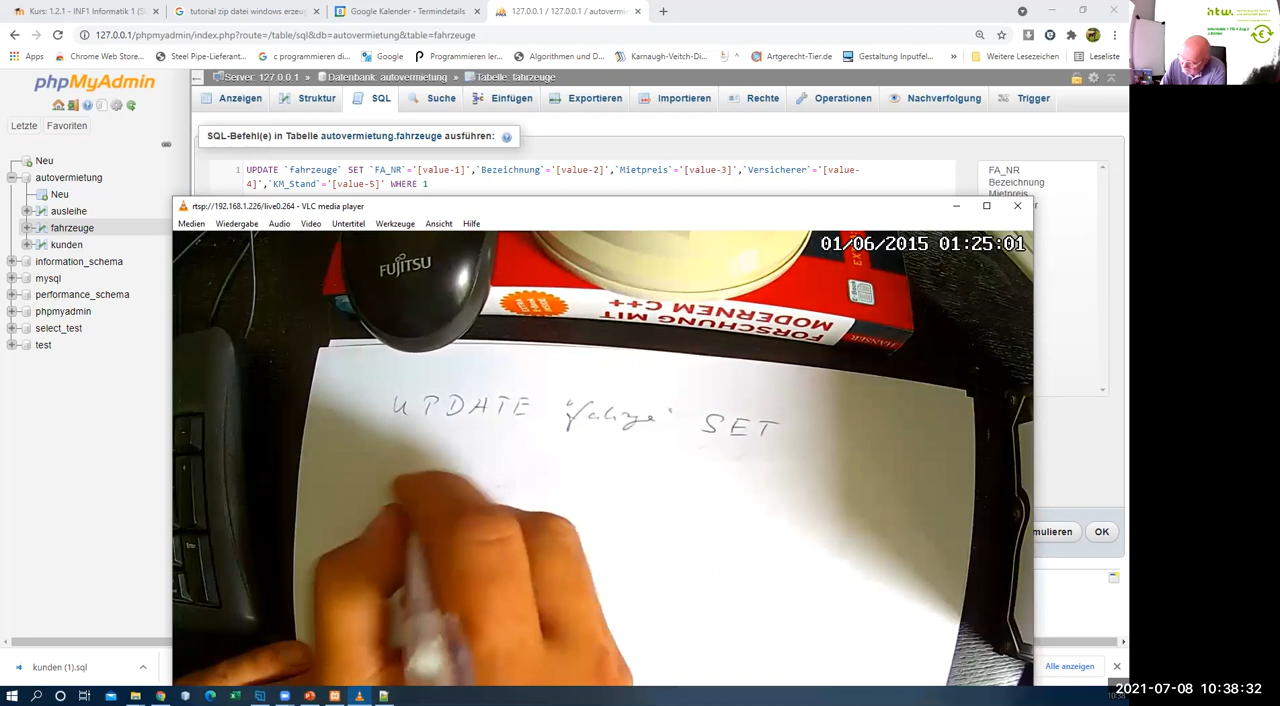 Kurs: 1.2.1 - INF1 Informatik 1 (S
tutorial zip datei windows erzeug
Google Kalender - Termindetails
127.0.0.1 / 127.0.0.1 / autovermie
127.0.0.1/phpmyadmin/index.php?route=/table/sql&db=autovermietung&table=fahrzeuge
Apps
Chrome Web Store...
Steel Pipe-Lieferant...
c programmieren da...
Google
Programmieren ler...
Algorithmen und D...
Karnaugh-Veitch-Di...
Artgerecht-Tier.de
Gestaltung Inputfel...
»
Weitere Lesezeichen
Leseliste
phpMyAdmin
Letzte
Favoriten
Neu
autovermietung
Neu
ausleihe
fahrzeuge
kunden
information_schema
mysql
performance_schema
phpmyadmin
select_test
test
Server: 127.0.0.1 » Datenbank: autovermietung » Tabelle: fahrzeuge
Anzeigen Struktur SQL Suche Einfügen Exportieren Importieren Rechte Operationen Nachverfolgung Trigger
SQL-Befehl(e) in Tabelle autovermietung.fahrzeuge ausführen:
1 UPDATE `fahrzeuge` SET `FA_NR`='[value-1]',`Bezeichnung`='[value-2]',`Mietpreis`='[value-3]',`Versicherer`='[value-
4]',`KM_Stand`='[value-5]' WHERE 1
FA_NR
Bezeichnung
Mietpreis
rtsp://192.168.1.226/live0.264 - VLC media player
Medien Wiedergabe Audio Video Untertitel Werkzeuge Ansicht Hilfe
01/06/2015 01:25:01
FUJITSU
FORSCHUNG MIT
MODERNEM C++
HANSER
UPDATE SET
mulieren
OK
kunden (1).sql
Alle anzeigen
htw
2021-07-08 10:38:32